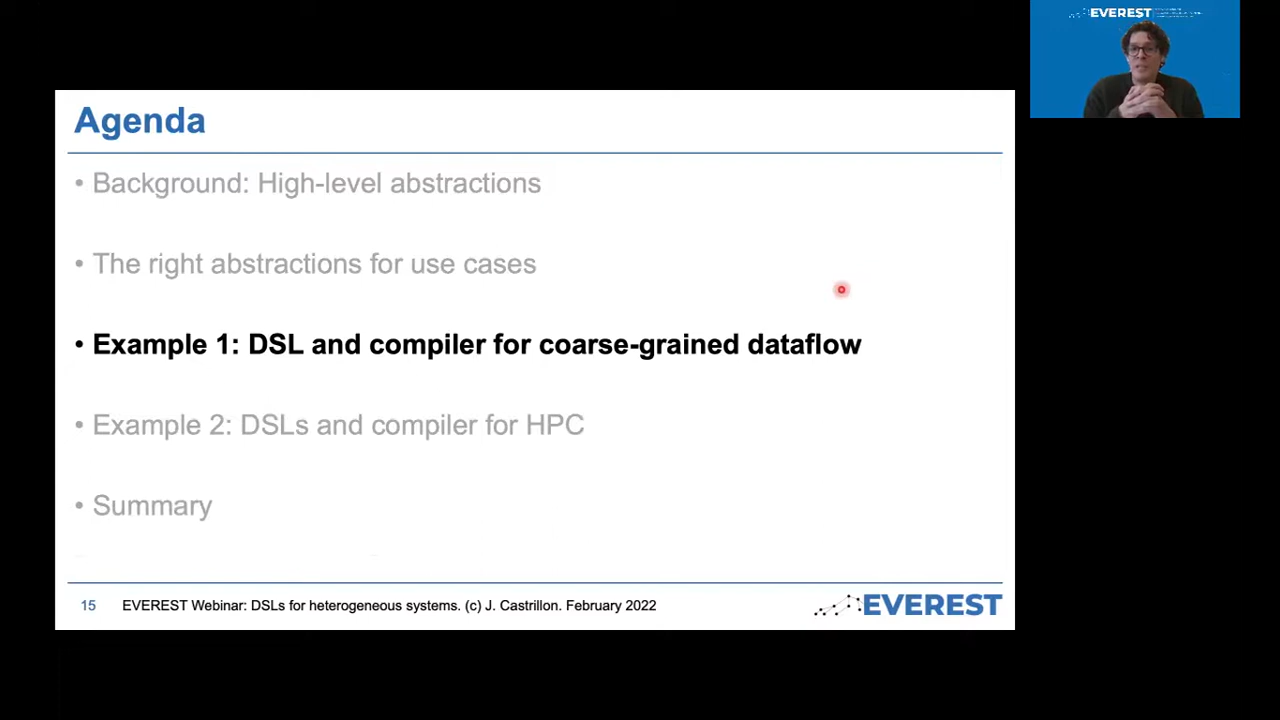 EVEREST
Agenda
• Background: High-level abstractions
• The right abstractions for use cases
• Example 1: DSL and compiler for coarse-grained dataflow
• Example 2: DSLs and compiler for HPC
• Summary
15 EVEREST Webinar: DSLs for heterogeneous systems. (c) J. Castrillon. February 2022
EVEREST